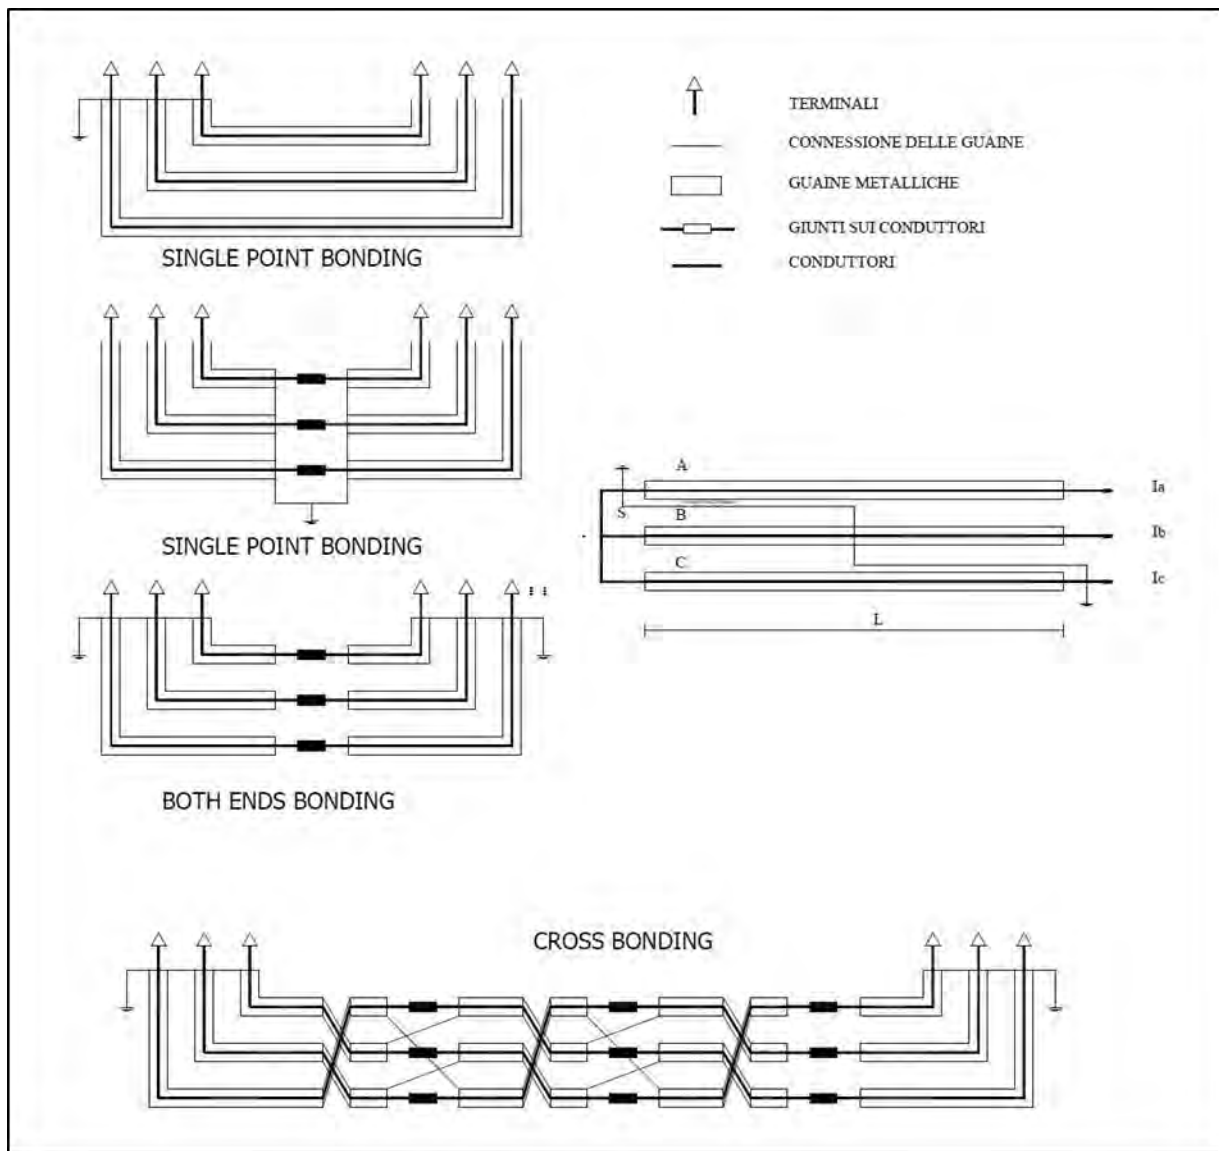 TERMINALI
CONNESSIONE DELLE GUAINE
GUAINE METALLICHE
GIUNTI SUI CONDUTTORI
CONDUTTORI
SINGLE POINT BONDING
SINGLE POINT BONDING
BOTH ENDS BONDING
A
Ia
S
B
Ib
C
Ic
L
CROSS BONDING